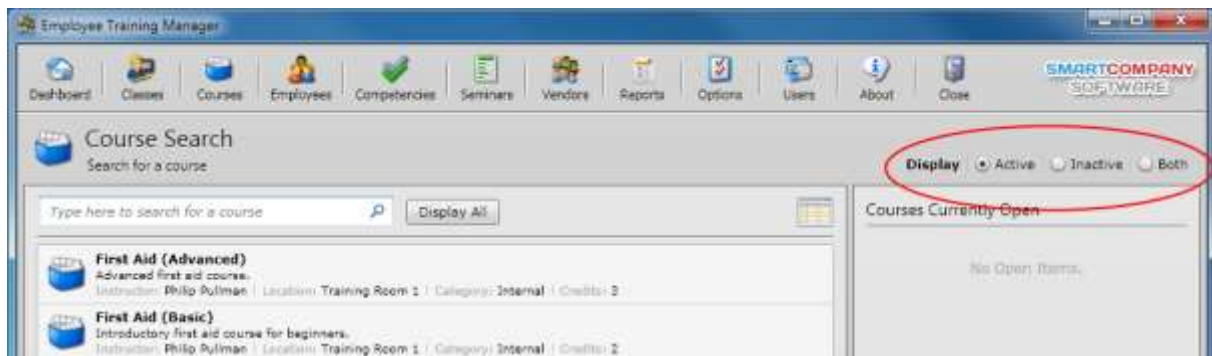 Employee Training Manager
Dashboard Classes Courses Employees Competencies Seminars Vendors Reports Options Users About Close
SMARTCOMPANY
SOFTWARE
Course Search
Search for a course
Display Active Inactive Both
Type here to search for a course Display All
Courses Currently Open
No Open Items.
First Aid (Advanced)
Advanced first aid course.
Instructor: Philip Pullman | Location: Training Room 1 | Category: Internal | Credits: 3
First Aid (Basic)
Introductory first aid course for beginners.
Instructor: Philip Pullman | Location: Training Room 1 | Category: Internal | Credits: 2